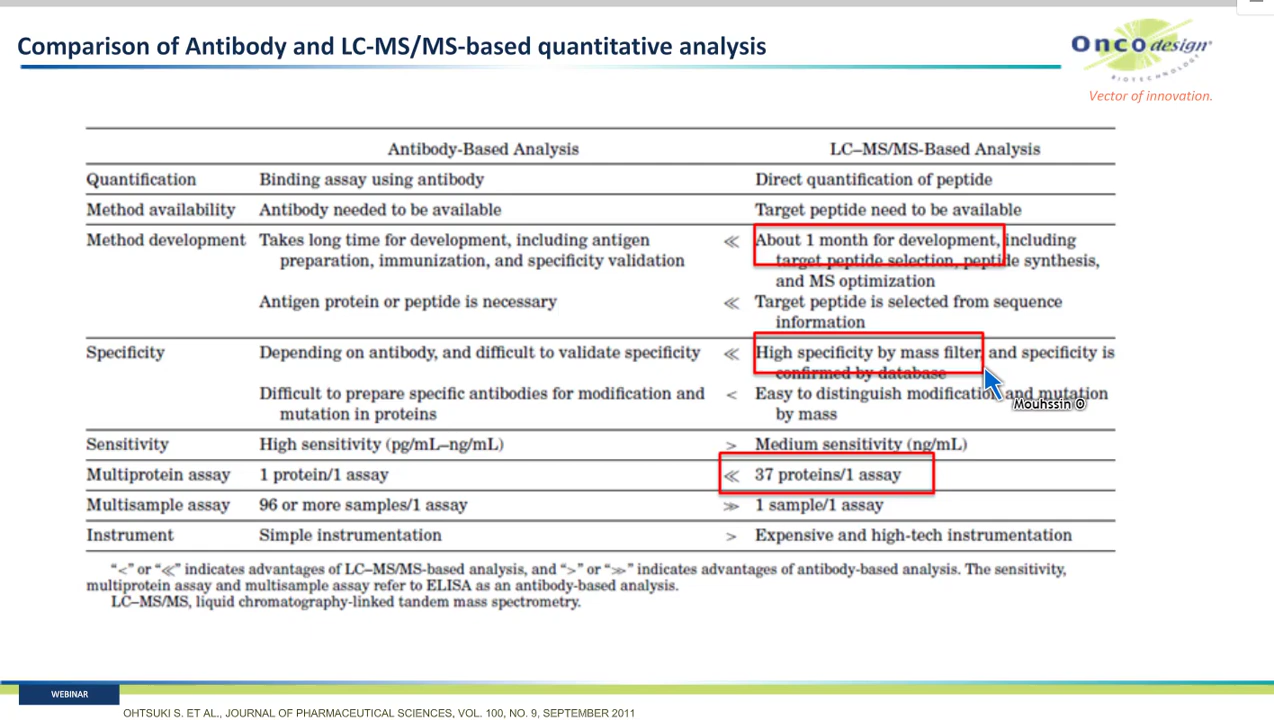 Comparison of Antibody and LC-MS/MS-based quantitative analysis
Oncodesign
BIOTECHNOLOGY
Vector of innovation.
Antibody-Based Analysis LC–MS/MS-Based Analysis
Quantification Binding assay using antibody Direct quantification of peptide
Method availability Antibody needed to be available Target peptide need to be available
Method development Takes long time for development, including antigen ≪ About 1 month for development, including
preparation, immunization, and specificity validation target peptide selection, peptide synthesis,
and MS optimization
Antigen protein or peptide is necessary ≪ Target peptide is selected from sequence
information
Specificity Depending on antibody, and difficult to validate specificity ≪ High specificity by mass filter, and specificity is
confirmed by database
Difficult to prepare specific antibodies for modification and < Easy to distinguish modification and mutation
Mouhssin O
mutation in proteins by mass
Sensitivity High sensitivity (pg/mL–ng/mL) > Medium sensitivity (ng/mL)
Multiprotein assay 1 protein/1 assay ≪ 37 proteins/1 assay
Multisample assay 96 or more samples/1 assay ≫ 1 sample/1 assay
Instrument Simple instrumentation > Expensive and high-tech instrumentation
“<” or “≪” indicates advantages of LC–MS/MS-based analysis, and “>” or “≫” indicates advantages of antibody-based analysis. The sensitivity,
multiprotein assay and multisample assay refer to ELISA as an antibody-based analysis.
LC–MS/MS, liquid chromatography-linked tandem mass spectrometry.
WEBINAR
OHTSUKI S. ET AL., JOURNAL OF PHARMACEUTICAL SCIENCES, VOL. 100, NO. 9, SEPTEMBER 2011